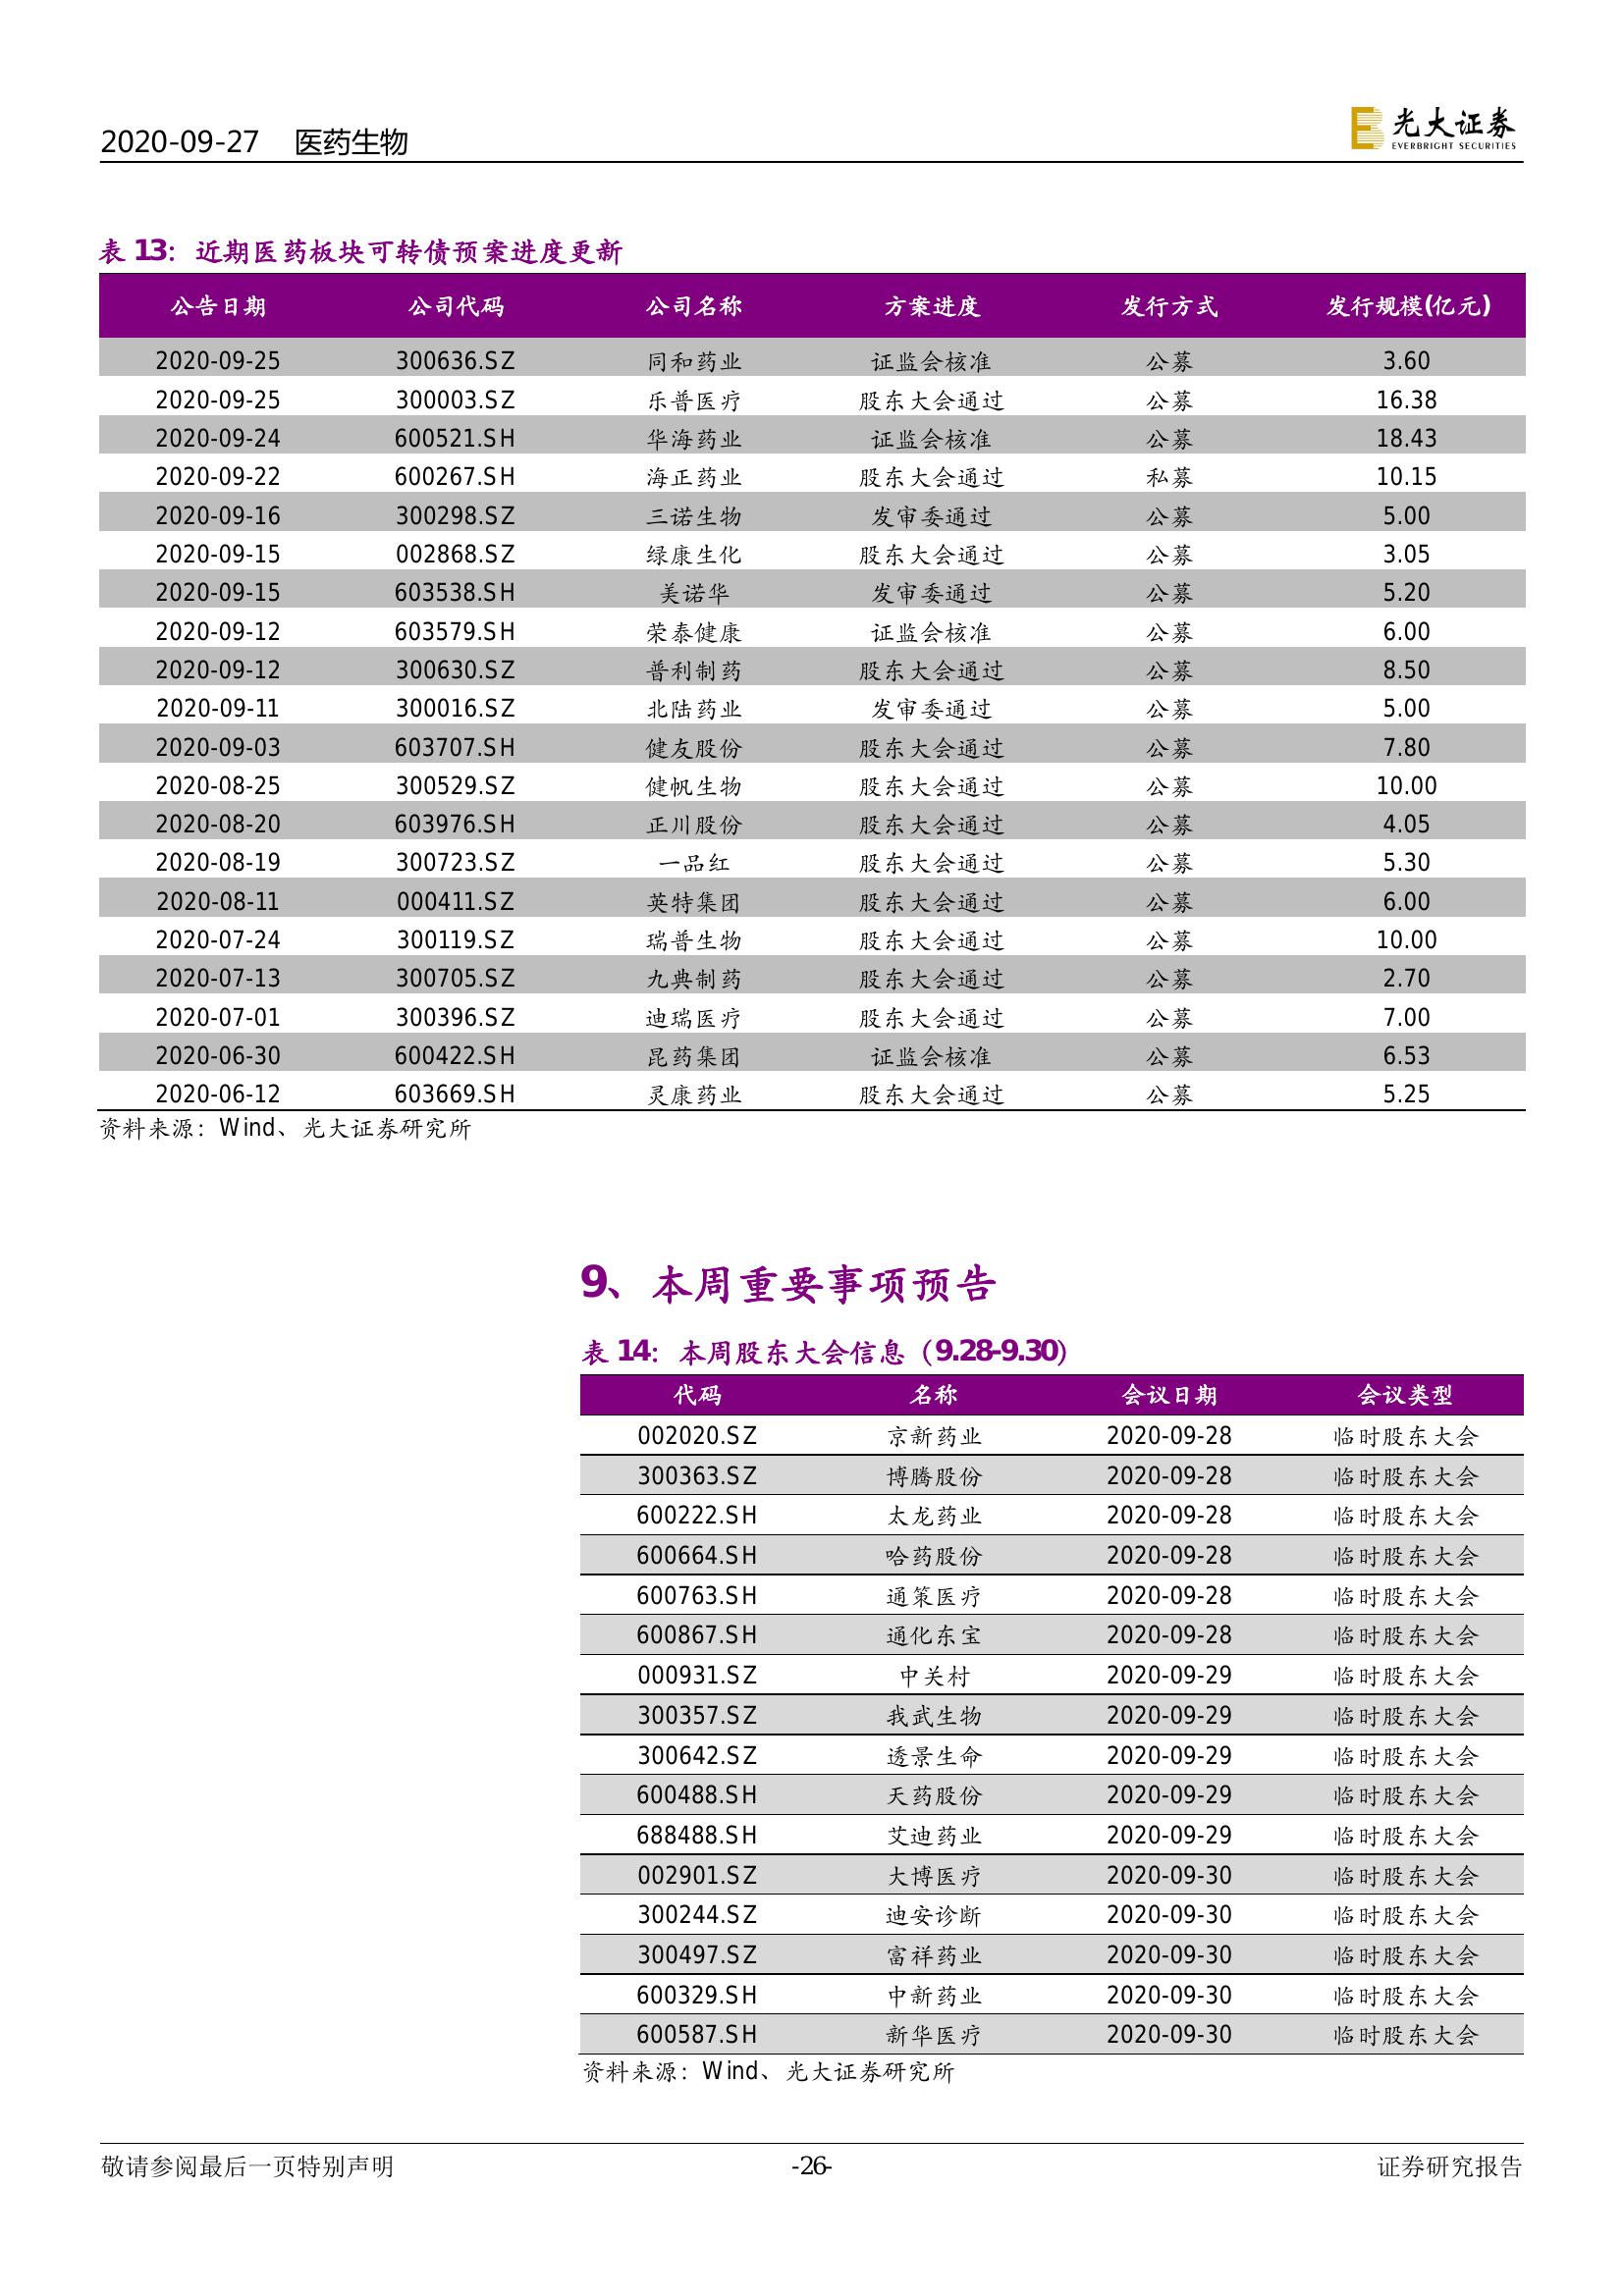 2020-09-27 医药生物
光大证券
EVERBRIGHT SECURITIES
表 13：近期医药板块可转债预案进度更新
公告日期 公司代码 公司名称 方案进度 发行方式 发行规模(亿元)
2020-09-25 300636.SZ 同和药业 证监会核准 公募 3.60
2020-09-25 300003.SZ 乐普医疗 股东大会通过 公募 16.38
2020-09-24 600521.SH 华海药业 证监会核准 公募 18.43
2020-09-22 600267.SH 海正药业 股东大会通过 私募 10.15
2020-09-16 300298.SZ 三诺生物 发审委通过 公募 5.00
2020-09-15 002868.SZ 绿康生化 股东大会通过 公募 3.05
2020-09-15 603538.SH 美诺华 发审委通过 公募 5.20
2020-09-12 603579.SH 荣泰健康 证监会核准 公募 6.00
2020-09-12 300630.SZ 普利制药 股东大会通过 公募 8.50
2020-09-11 300016.SZ 北陆药业 发审委通过 公募 5.00
2020-09-03 603707.SH 健友股份 股东大会通过 公募 7.80
2020-08-25 300529.SZ 健帆生物 股东大会通过 公募 10.00
2020-08-20 603976.SH 正川股份 股东大会通过 公募 4.05
2020-08-19 300723.SZ 一品红 股东大会通过 公募 5.30
2020-08-11 000411.SZ 英特集团 股东大会通过 公募 6.00
2020-07-24 300119.SZ 瑞普生物 股东大会通过 公募 10.00
2020-07-13 300705.SZ 九典制药 股东大会通过 公募 2.70
2020-07-01 300396.SZ 迪瑞医疗 股东大会通过 公募 7.00
2020-06-30 600422.SH 昆药集团 证监会核准 公募 6.53
2020-06-12 603669.SH 灵康药业 股东大会通过 公募 5.25
资料来源：Wind、光大证券研究所
9、本周重要事项预告
表 14：本周股东大会信息（9.28-9.30）
代码 名称 会议日期 会议类型
002020.SZ 京新药业 2020-09-28 临时股东大会
300363.SZ 博腾股份 2020-09-28 临时股东大会
600222.SH 太龙药业 2020-09-28 临时股东大会
600664.SH 哈药股份 2020-09-28 临时股东大会
600763.SH 通策医疗 2020-09-28 临时股东大会
600867.SH 通化东宝 2020-09-28 临时股东大会
000931.SZ 中关村 2020-09-29 临时股东大会
300357.SZ 我武生物 2020-09-29 临时股东大会
300642.SZ 透景生命 2020-09-29 临时股东大会
600488.SH 天药股份 2020-09-29 临时股东大会
688488.SH 艾迪药业 2020-09-29 临时股东大会
002901.SZ 大博医疗 2020-09-30 临时股东大会
300244.SZ 迪安诊断 2020-09-30 临时股东大会
300497.SZ 富祥药业 2020-09-30 临时股东大会
600329.SH 中新药业 2020-09-30 临时股东大会
600587.SH 新华医疗 2020-09-30 临时股东大会
资料来源：Wind、光大证券研究所
敬请参阅最后一页特别声明 -26- 证券研究报告